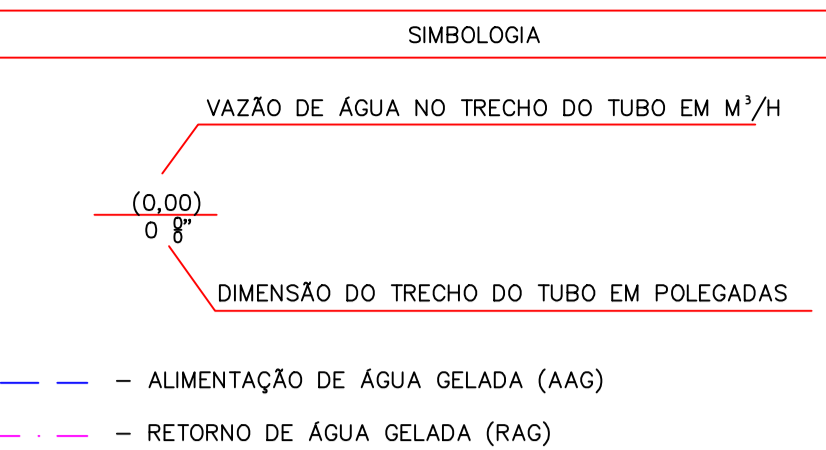 SIMBOLOGIA
VAZÃO DE ÁGUA NO TRECHO DO TUBO EM M³/H
(0,00)
0 0/0"
DIMENSÃO DO TRECHO DO TUBO EM POLEGADAS
– ALIMENTAÇÃO DE ÁGUA GELADA (AAG)
– RETORNO DE ÁGUA GELADA (RAG)